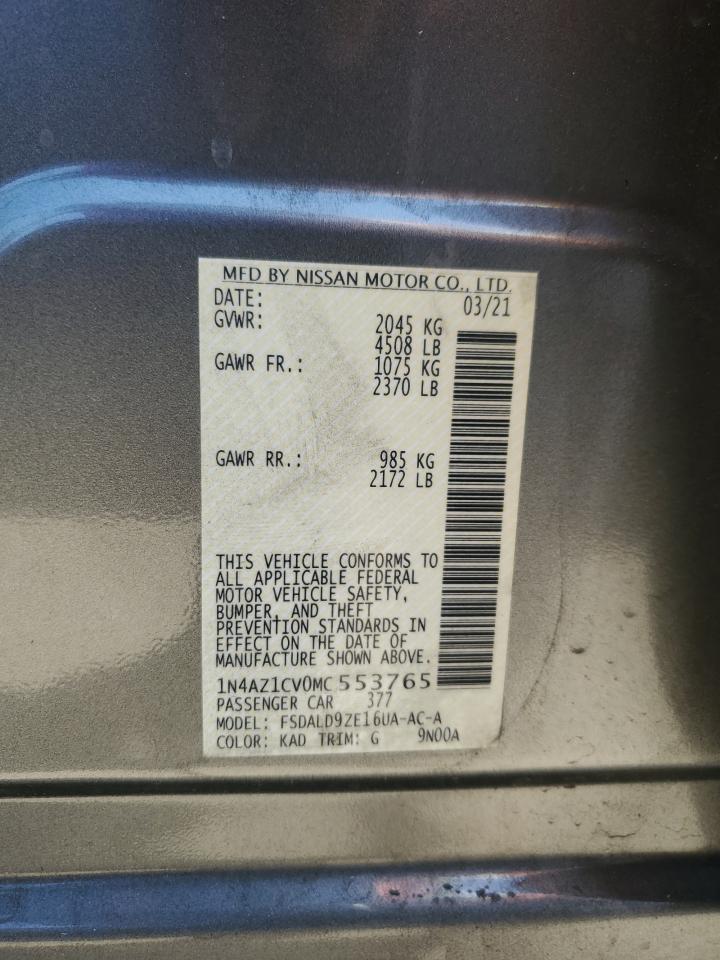 MFD BY NISSAN MOTOR CO., LTD.
DATE: 03/21
GVWR: 2045 KG
4508 LB
GAWR FR.: 1075 KG
2370 LB
GAWR RR.: 985 KG
2172 LB
THIS VEHICLE CONFORMS TO
ALL APPLICABLE FEDERAL
MOTOR VEHICLE SAFETY,
BUMPER, AND THEFT
PREVENTION STANDARDS IN
EFFECT ON THE DATE OF
MANUFACTURE SHOWN ABOVE.
1N4AZ1CV0MC553765
PASSENGER CAR 377
MODEL: FSDALD9ZE16UA-AC-A
COLOR: KAD TRIM: G 9N00A